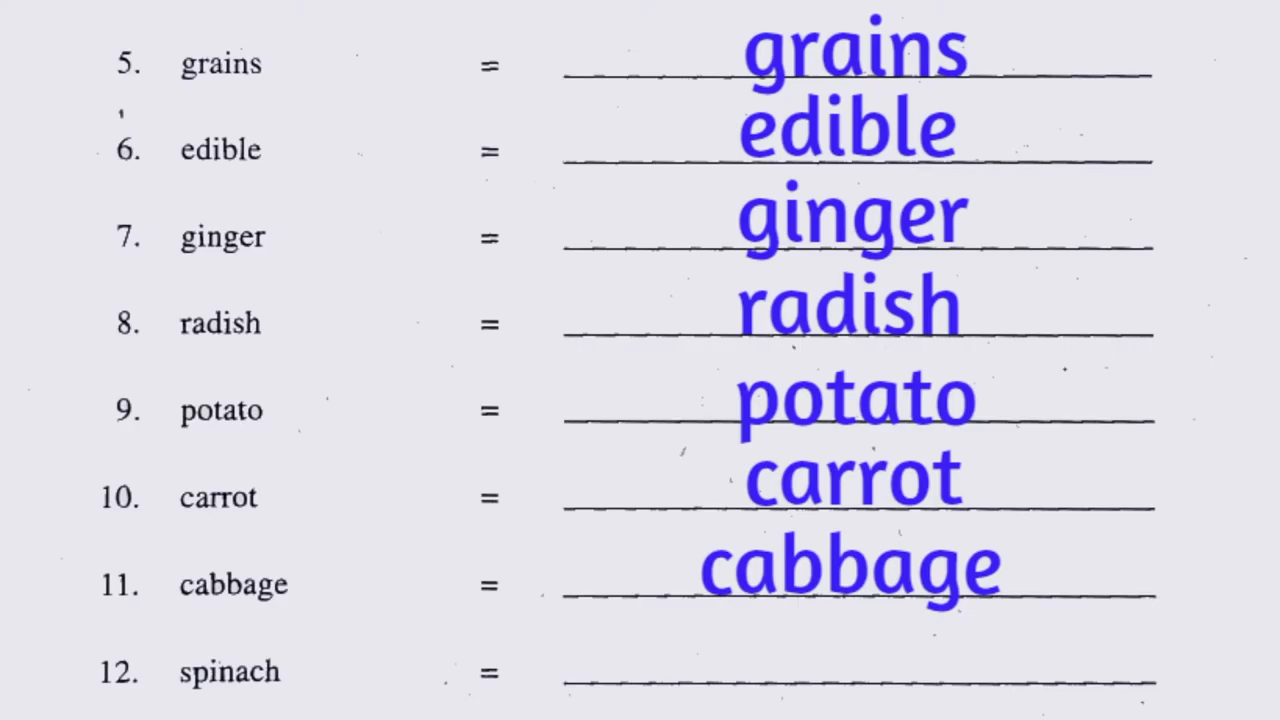 5. grains = grains
6. edible = edible
7. ginger = ginger
8. radish = radish
9. potato = potato
10. carrot = carrot
11. cabbage = cabbage
12. spinach =